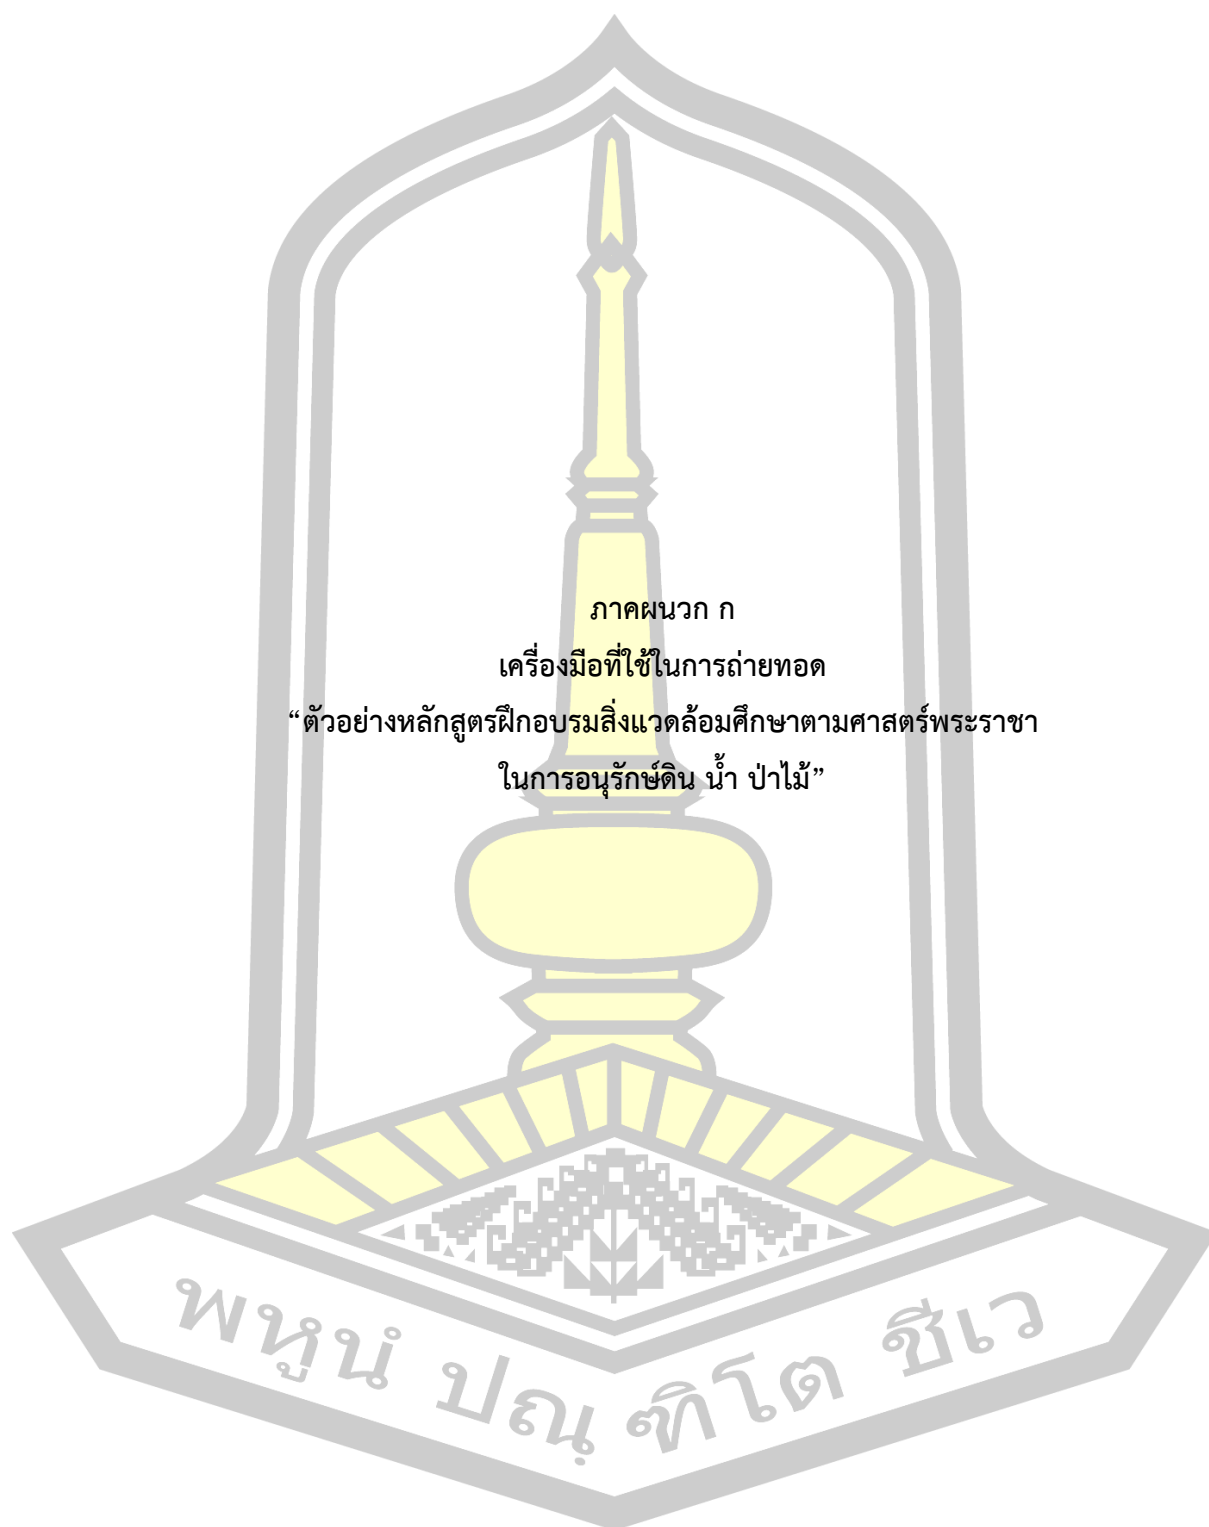 ภาคผนวก ก
เครื่องมือที่ใช้ในการถ่ายทอด
“ตัวอย่างหลักสูตรฝึกอบรมสิ่งแวดล้อมศึกษาตามศาสตร์พระราชา
ในการอนุรักษ์ดิน น้ำ ป่าไม้”
พหูนํ ปณฺฑิโต ชีเว